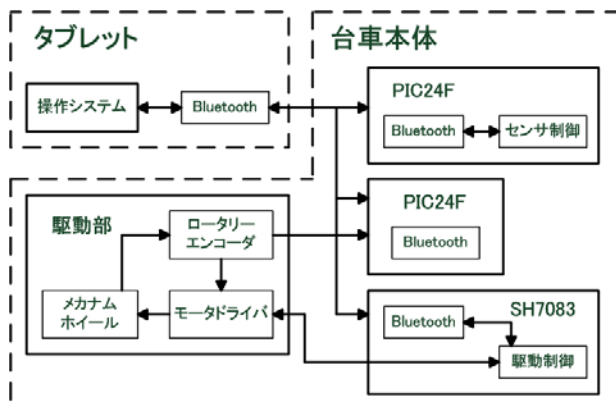 タブレット
台車本体
操作システム
Bluetooth
PIC24F
Bluetooth
センサ制御
PIC24F
Bluetooth
駆動部
ロータリー
エンコーダ
メカナム
ホイール
モータドライバ
SH7083
Bluetooth
駆動制御